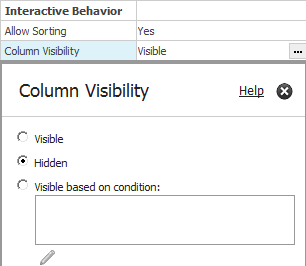 Interactive Behavior
Allow Sorting Yes
Column Visibility Visible ...
Column Visibility Help
Visible
Hidden
Visible based on condition: